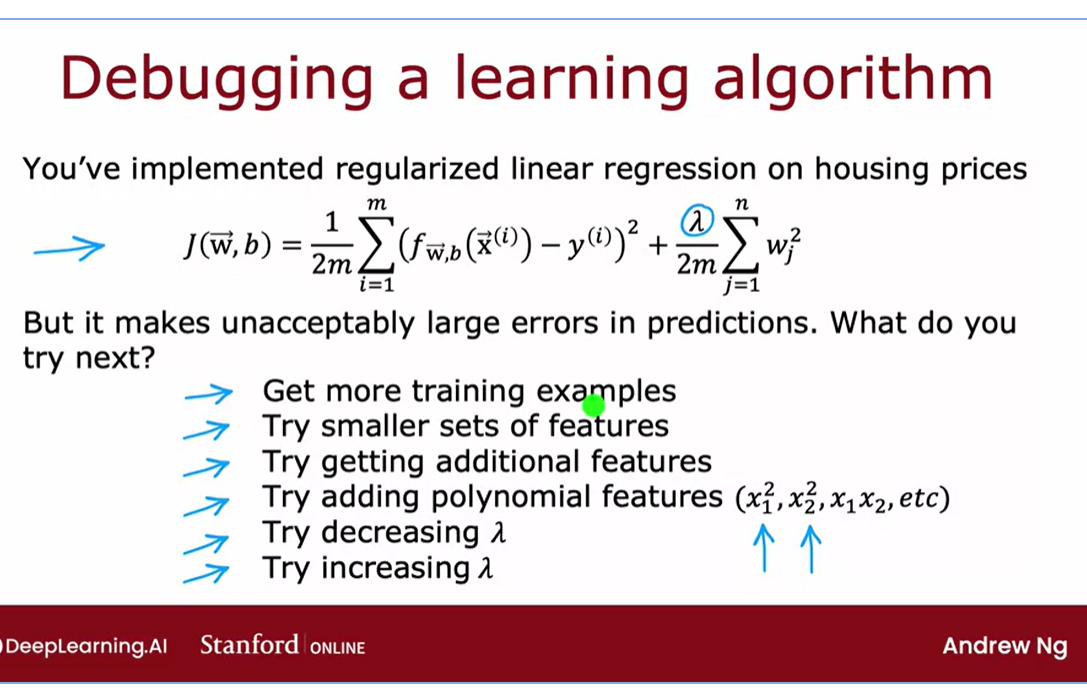 Debugging a learning algorithm
You've implemented regularized linear regression on housing prices
J(w⃗, b) = 1/2m ∑_{i=1}^{m} (f_{w⃗,b}(x⃗^{(i)}) − y^{(i)})² + λ/2m ∑_{j=1}^{n} w_j²
But it makes unacceptably large errors in predictions. What do you
try next?
Get more training examples
Try smaller sets of features
Try getting additional features
Try adding polynomial features (x₁², x₂², x₁x₂, etc)
Try decreasing λ
Try increasing λ
DeepLearning.AI Stanford ONLINE Andrew Ng